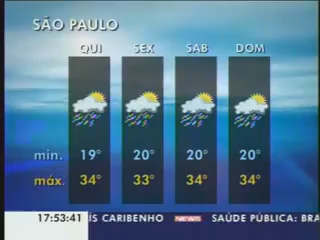 SÃO PAULO
QUI SEX SAB DOM
min. 19° 20° 20° 20°
máx. 34° 33° 34° 34°
17:53:41 ÍS CARIBENHO NEWS SAÚDE PÚBLICA: BRA